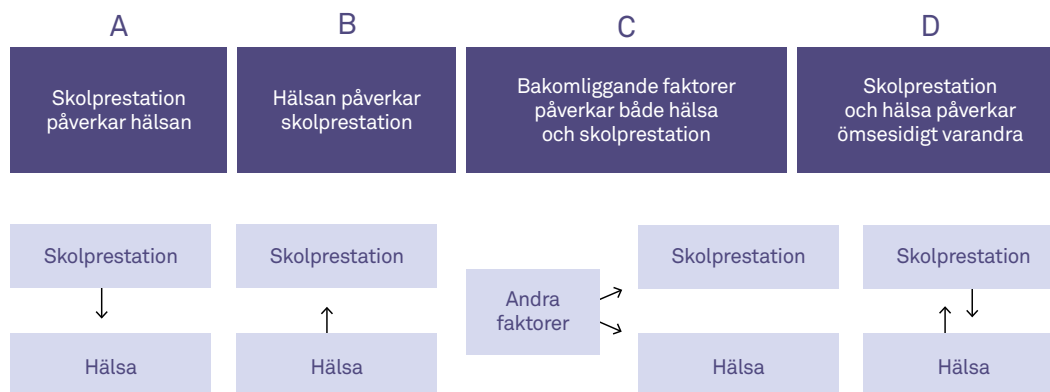 A
B
C
D
Skolprestation
påverkar hälsan
Hälsan påverkar
skolprestation
Bakomliggande faktorer
påverkar både hälsa
och skolprestation
Skolprestation
och hälsa påverkar
ömsesidigt varandra
Skolprestation
Hälsa
Skolprestation
Hälsa
Andra
faktorer
Skolprestation
Hälsa
Skolprestation
Hälsa